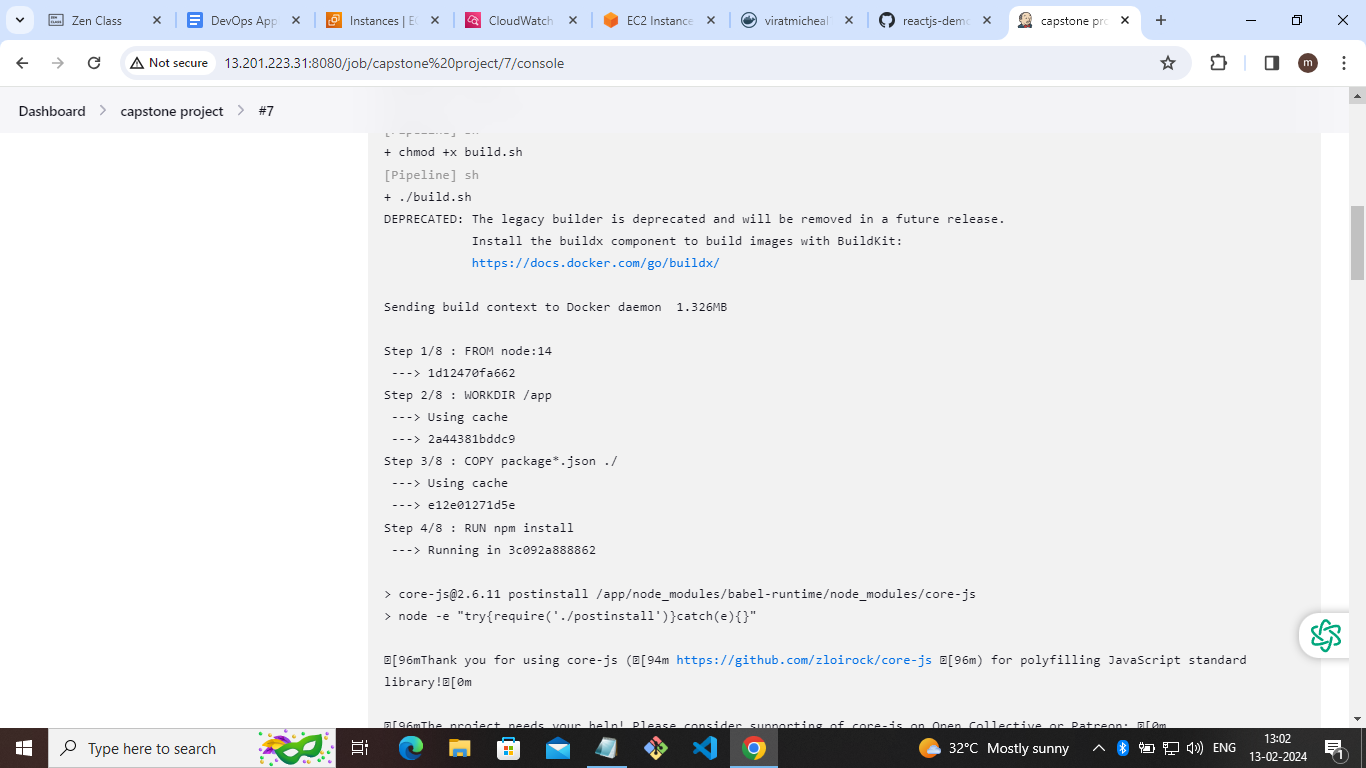 Zen Class
DevOps App
Instances | EC
CloudWatch
EC2 Instance
viratmicheal
reactjs-demo
capstone pro
Not secure
13.201.223.31:8080/job/capstone%20project/7/console
m
Dashboard
capstone project
#7
[Pipeline] sh
+ chmod +x build.sh
[Pipeline] sh
+ ./build.sh
DEPRECATED: The legacy builder is deprecated and will be removed in a future release.
Install the buildx component to build images with BuildKit:
https://docs.docker.com/go/buildx/
Sending build context to Docker daemon  1.326MB
Step 1/8 : FROM node:14
---> 1d12470fa662
Step 2/8 : WORKDIR /app
---> Using cache
---> 2a44381bddc9
Step 3/8 : COPY package*.json ./
---> Using cache
---> e12e01271d5e
Step 4/8 : RUN npm install
---> Running in 3c092a888862
> core-js@2.6.11 postinstall /app/node_modules/babel-runtime/node_modules/core-js
> node -e "try{require('./postinstall')}catch(e){}"
[96mThank you for using core-js ([94m https://github.com/zloirock/core-js [96m) for polyfilling JavaScript standard
library![0m
[96mThe project needs your help! Please consider supporting of core-js on Open Collective or Patreon: [0m
Type here to search
32°C Mostly sunny
ENG
13:02
13-02-2024
1